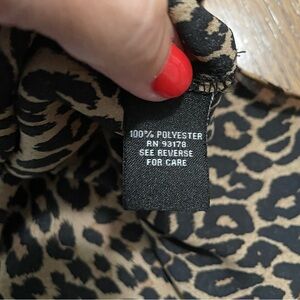 100% POLYESTER
RN 93178
SEE REVERSE
FOR CARE